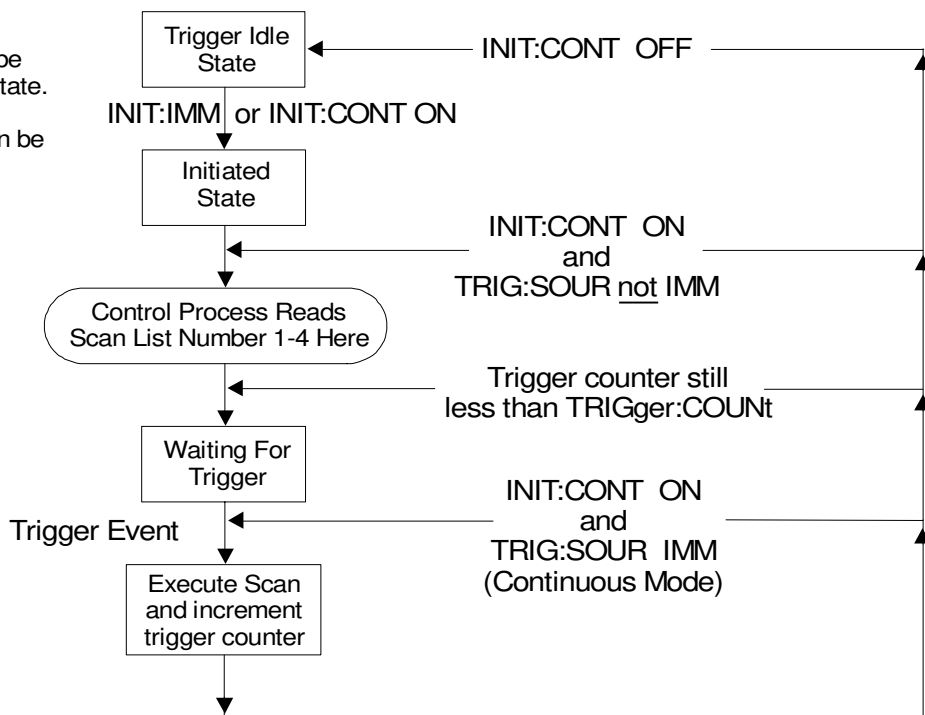 Trigger Idle
State
INIT:CONT OFF
be
tate.
INIT:IMM or INIT:CONT ON
n be
Initiated
State
INIT:CONT ON
and
TRIG:SOUR not IMM
Control Process Reads
Scan List Number 1-4 Here
Trigger counter still
less than TRIGger:COUNt
Waiting For
Trigger
INIT:CONT ON
and
TRIG:SOUR IMM
(Continuous Mode)
Trigger Event
Execute Scan
and increment
trigger counter